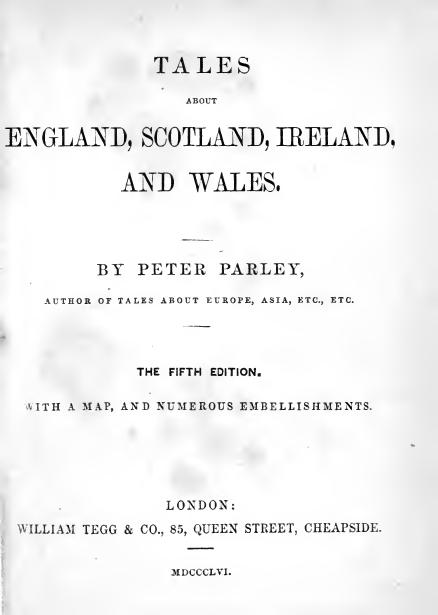 TALES
ABOUT
ENGLAND, SCOTLAND, IRELAND,
AND WALES.
BY PETER PARLEY,
AUTHOR OF TALES ABOUT EUROPE, ASIA, ETC., ETC.
THE FIFTH EDITION.
WITH A MAP, AND NUMEROUS EMBELLISHMENTS.
LONDON:
WILLIAM TEGG & CO., 85, QUEEN STREET, CHEAPSIDE.
MDCCCLVI.